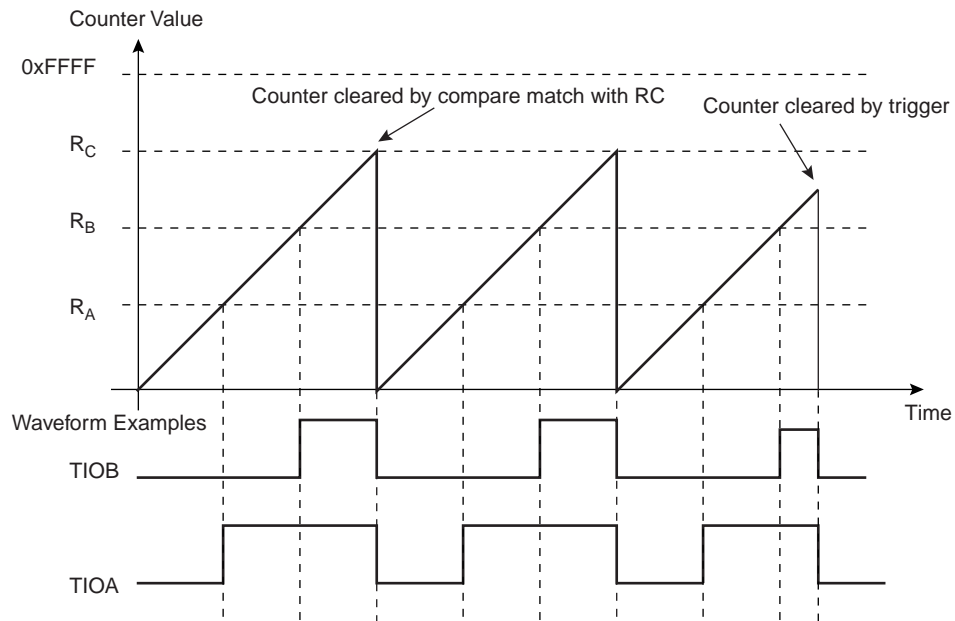 Counter Value
0xFFFF
Counter cleared by compare match with RC
Counter cleared by trigger
RC
RB
RA
Time
Waveform Examples
TIOB
TIOA